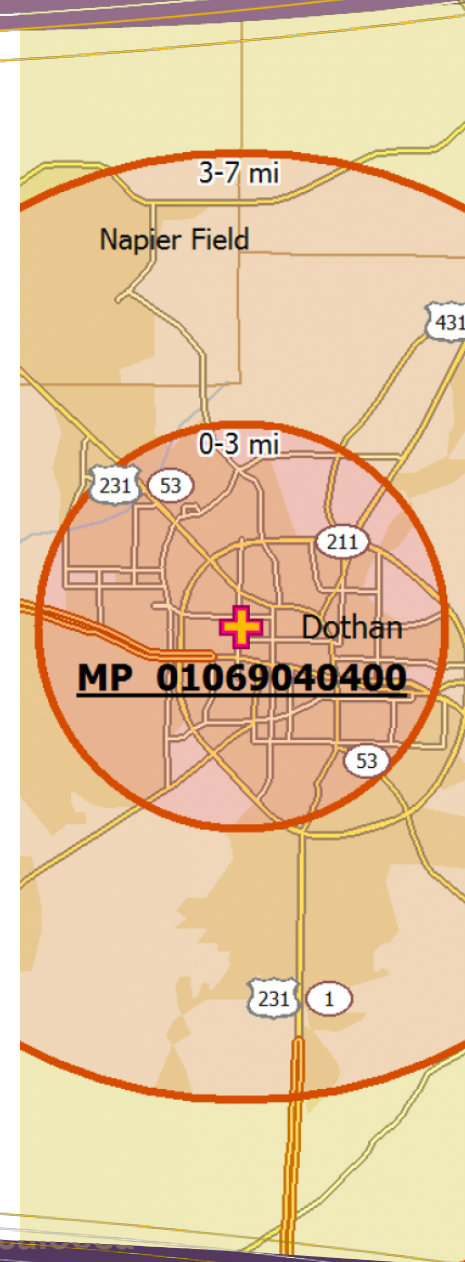 3-7 mi
Napier Field
431
0-3 mi
231 53
211
Dothan
MP 01069040400
53
231 1